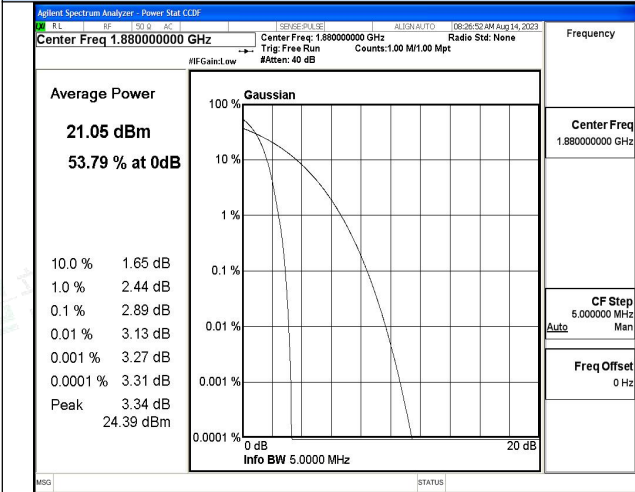 Agilent Spectrum Analyzer - Power Stat CCDF
RL RF 50 Ω AC SENSE:PULSE ALIGN AUTO 08:26:52 AM Aug 14, 2023
Center Freq 1.880000000 GHz
Center Freq: 1.880000000 GHz Radio Std: None
Trig: Free Run Counts:1.00 M/1.00 Mpt
#IFGain:Low #Atten: 40 dB
Frequency
Average Power
21.05 dBm
53.79 % at 0dB
10.0 % 1.65 dB
1.0 % 2.44 dB
0.1 % 2.89 dB
0.01 % 3.13 dB
0.001 % 3.27 dB
0.0001 % 3.31 dB
Peak 3.34 dB
24.39 dBm
Gaussian
100 %
10 %
1 %
0.1 %
0.01 %
0.001 %
0.0001 %
0 dB 20 dB
Info BW 5.0000 MHz
Center Freq
1.880000000 GHz
CF Step
5.000000 MHz
Auto Man
Freq Offset
0 Hz
MSG STATUS